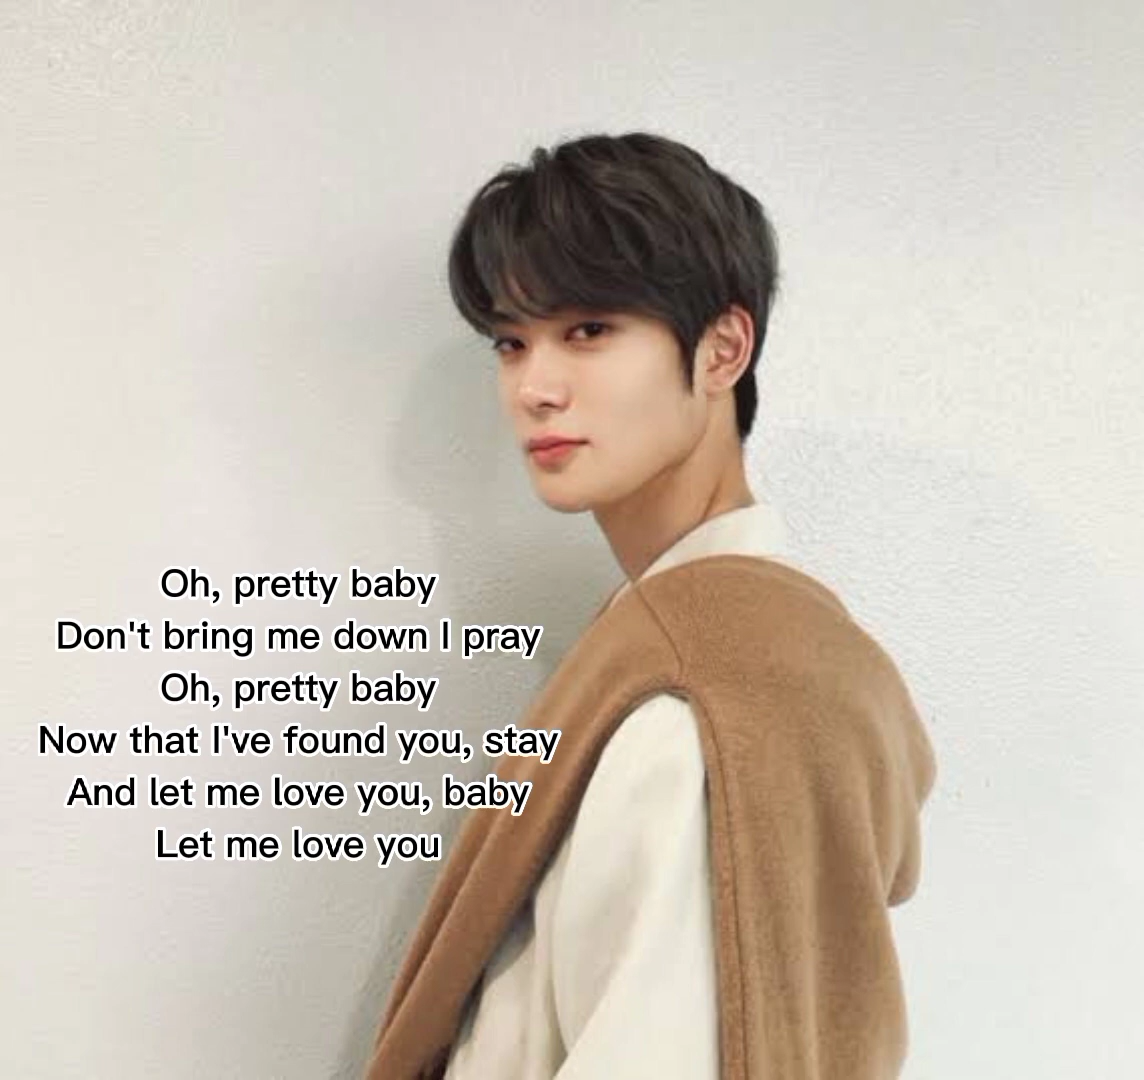 Oh, pretty baby
Don't bring me down I pray
Oh, pretty baby
Now that I've found you, stay
And let me love you, baby
Let me love you